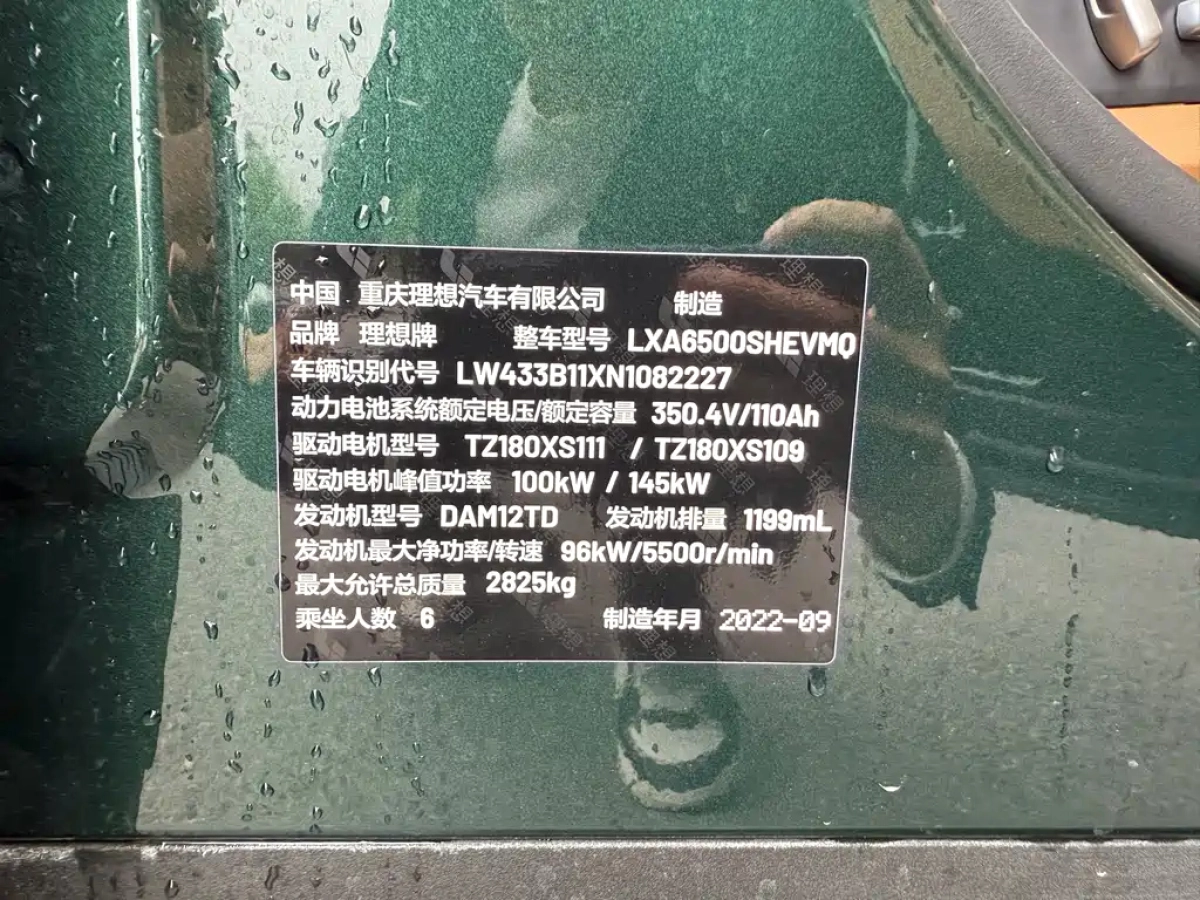 中国 重庆理想汽车有限公司 制造
品牌 理想牌 整车型号 LXA6500SHEVMQ
车辆识别代号 LW433B11XN1082227
动力电池系统额定电压/额定容量 350.4V/110Ah
驱动电机型号 TZ180XS111 / TZ180XS109
驱动电机峰值功率 100kW / 145kW
发动机型号 DAM12TD 发动机排量 1199mL
发动机最大净功率/转速 96kW/5500r/min
最大允许总质量 2825kg
乘坐人数 6 制造年月 2022-09